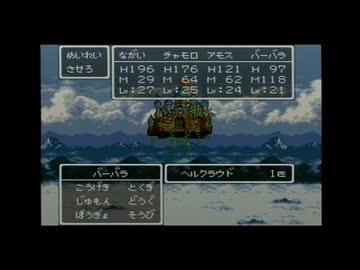 めいれい
させろ
ながい チャモロ アモス バーバラ
H196 H176 H121 H 97
M 29 M 64 M 62 M118
Lv:27 Lv:25 Lv:24 Lv:21
バーバラ
こうげき とくぎ
じゅもん どうぐ
ぼうぎょ そうび
ヘルクラウド 1匹